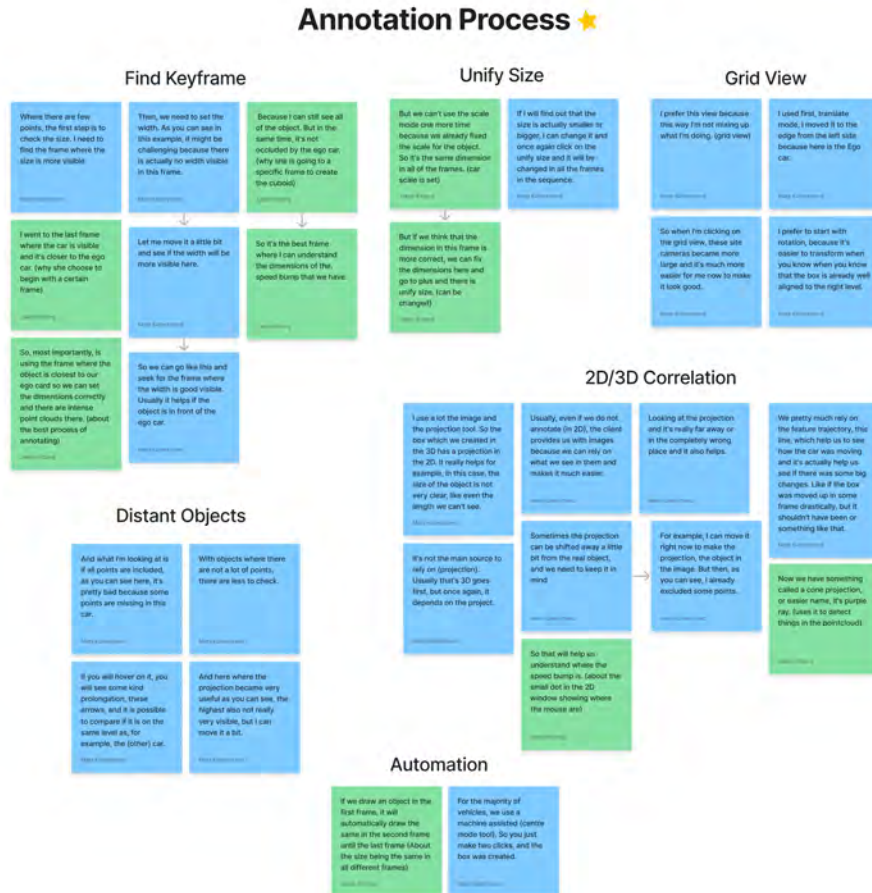 Annotation Process
Find Keyframe
Where there are few
points, the first step is to
check the size. I need to
find the frame where the
size is more visible
Then, we need to set the
width. As you can see in
this example, it might be
challenging because there
is actually no width visible
in this frame.
Because I can still see all
of the object. But in the
same time, it's not
occluded by the ego car.
(why she is going to a
specific frame to create
the cuboid)
I went to the last frame
where the car is visible
and it's closer to the ego
car. (why she choose to
begin with a certain
frame)
Let me move it a little bit
and see if the width will be
more visible here.
So it's the best frame
where I can understand
the dimensions of the
speed bump that we have.
So, most importantly, is
using the frame where the
object is closest to our
ego card so we can set
the dimensions correctly
and there are intense
point clouds there. (about
the best process of
annotating)
So we can go like this and
seek for the frame where
the width is good visible.
Usually it helps if the
object is in front of the
ego car.
Unify Size
But we can't use the scale
mode one more time
because we already fixed
the scale for the object.
So it's the same dimension
in all of the frames. (car
scale is set)
If I will find out that the
size is actually smaller or
bigger, I can change it and
once again click on the
unify size and it will be
changed in all the frames
in the sequence.
But if we think that the
dimension in this frame is
more correct, we can fix
the dimensions here and
go to plus and there is
unify size. (can be
changed)
Grid View
I prefer this view because
this way I'm not mixing up
what I'm doing. (grid view)
I used first, translate
mode, I moved it to the
edge from the left side
because here is the Ego
car.
So when I'm clicking on
the grid view, these site
cameras became more
large and it's much more
easier for me now to make
it look good.
I prefer to start with
rotation, because it's
easier to transform when
you know when you know
that the box is already well
aligned to the right level.
2D/3D Correlation
I use a lot the image and
the projection tool. So the
box which we created in
the 3D has a projection in
the 2D. It really helps for
example, in this case, the
size of the object is not
very clear, like even the
length we can't see.
Usually, even if we do not
annotate (in 2D), the client
provides us with images
because we can rely on
what we see in them and
makes it much easier.
Looking at the projection
and it's really far away or
in the completely wrong
place and it also helps.
We pretty much rely on
the feature trajectory, this
line, which help us to see
how the car was moving
and it's actually help us
see if there was some big
changes. Like if the box
was moved up in some
frame drastically, but it
shouldn't have been or
something like that.
It's not the main source to
rely on (projection).
Usually that's 3D goes
first, but once again, it
depends on the project.
Sometimes the projection
can be shifted away a little
bit from the real object,
and we need to keep it in
mind
For example, I can move it
right now to make the
projection, the object in
the image. But then, as
you can see, I already
excluded some points.
Now we have something
called a cone projection,
or easier name, it's purple
ray. (uses it to detect
things in the pointcloud)
So that will help us
understand where the
speed bump is. (about the
small dot in the 2D
window showing where
the mouse are)
Distant Objects
And what I'm looking at is
if all points are included,
as you can see here, it's
pretty bad because some
points are missing in this
car.
With objects where there
are not a lot of points,
there are less to check.
If you will hover on it, you
will see some kind
prolongation, these
arrows, and it is possible
to compare if it is on the
same level as, for
example, the (other) car.
And here where the
projection became very
useful as you can see, the
highest also not really
very visible, but I can
move it a bit.
Automation
If we draw an object in the
first frame, it will
automatically draw the
same in the second frame
until the last frame (About
the size being the same in
all different frames)
For the majority of
vehicles, we use a
machine assisted (centre
mode tool). So you just
make two clicks, and the
box was created.